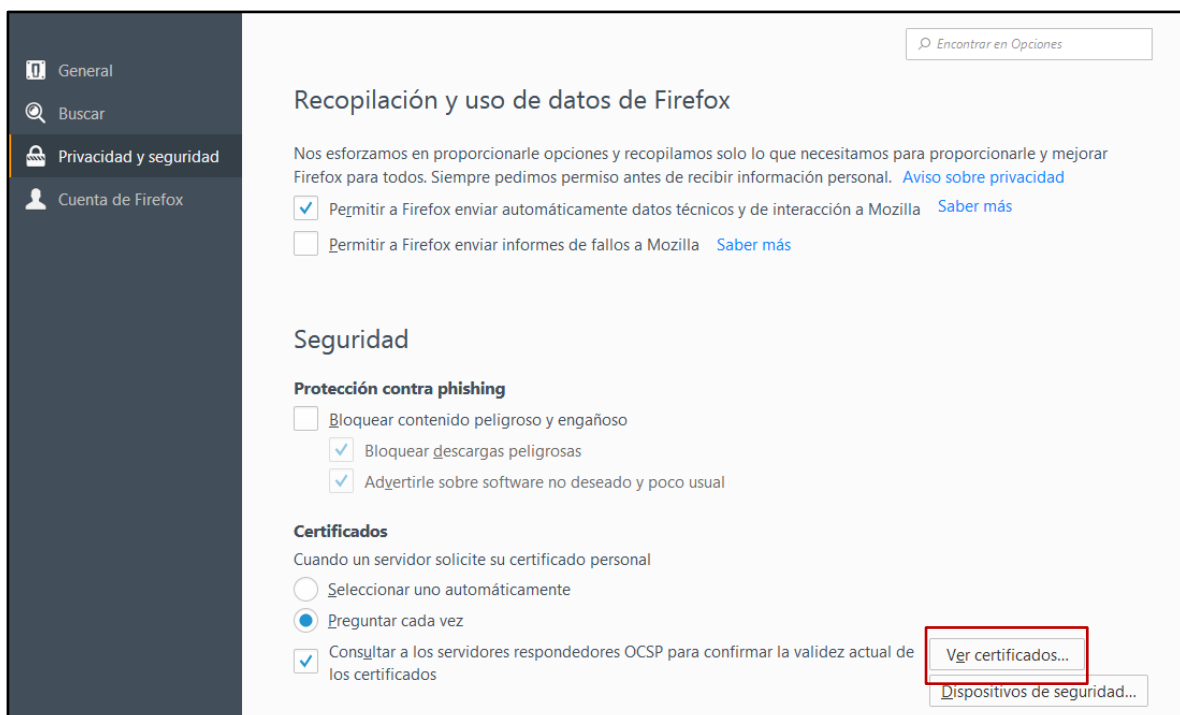 Encontrar en Opciones
General
Buscar
Privacidad y seguridad
Cuenta de Firefox
Recopilación y uso de datos de Firefox
Nos esforzamos en proporcionarle opciones y recopilamos solo lo que necesitamos para proporcionarle y mejorar
Firefox para todos. Siempre pedimos permiso antes de recibir información personal. Aviso sobre privacidad
Permitir a Firefox enviar automáticamente datos técnicos y de interacción a Mozilla Saber más
Permitir a Firefox enviar informes de fallos a Mozilla Saber más
Seguridad
Protección contra phishing
Bloquear contenido peligroso y engañoso
Bloquear descargas peligrosas
Advertirle sobre software no deseado y poco usual
Certificados
Cuando un servidor solicite su certificado personal
Seleccionar uno automáticamente
Preguntar cada vez
Consultar a los servidores respondedores OCSP para confirmar la validez actual de
los certificados
Ver certificados...
Dispositivos de seguridad...